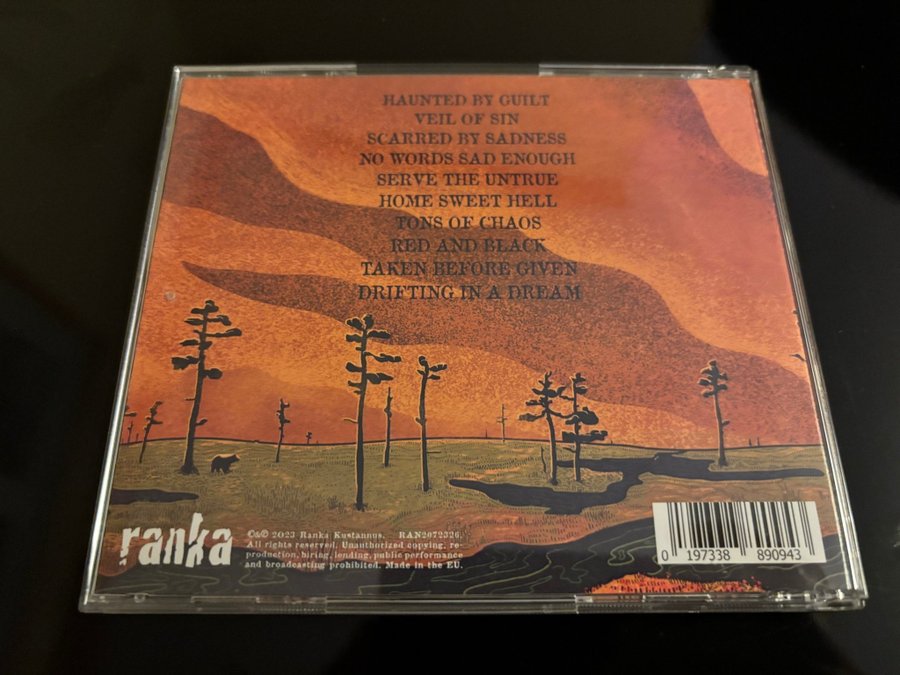 HAUNTED BY GUILT
VEIL OF SIN
SCARRED BY SADNESS
NO WORDS SAD ENOUGH
SERVE THE UNTRUE
HOME SWEET HELL
TONS OF CHAOS
RED AND BLACK
TAKEN BEFORE GIVEN
DRIFTING IN A DREAM
ranka
©&℗ 2023 Ranka Kustannus. RAN2072326.
All rights reserved. Unauthorized copying, re-
production, hiring, lending, public performance
and broadcasting prohibited. Made in the EU.
0 197338 890943